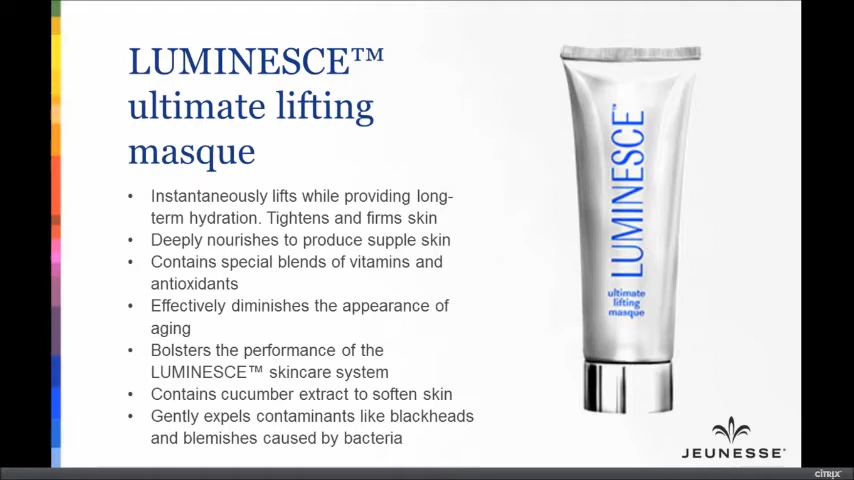 LUMINESCE™
ultimate lifting
masque
• Instantaneously lifts while providing long-
term hydration. Tightens and firms skin
• Deeply nourishes to produce supple skin
• Contains special blends of vitamins and
antioxidants
• Effectively diminishes the appearance of
aging
• Bolsters the performance of the
LUMINESCE™ skincare system
• Contains cucumber extract to soften skin
• Gently expels contaminants like blackheads
and blemishes caused by bacteria
LUMINESCE™
ultimate
lifting
masque
JEUNESSE®
CITRIX